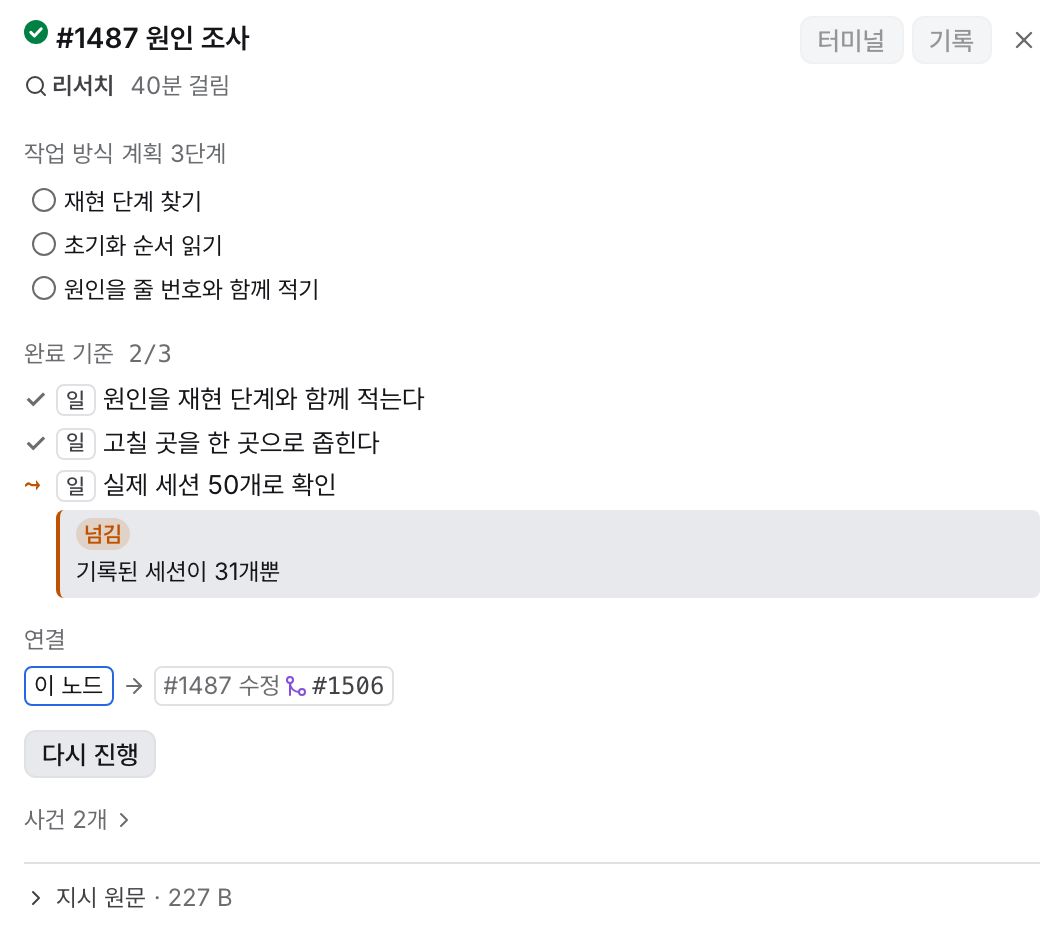 #1487 원인 조사
터미널 기록
리서치 40분 걸림
작업 방식 계획 3단계
재현 단계 찾기
초기화 순서 읽기
원인을 줄 번호와 함께 적기
완료 기준 2/3
일 원인을 재현 단계와 함께 적는다
일 고칠 곳을 한 곳으로 좁힌다
일 실제 세션 50개로 확인
넘김
기록된 세션이 31개뿐
연결
이 노드 → #1487 수정 #1506
다시 진행
사건 2개
지시 원문 · 227 B